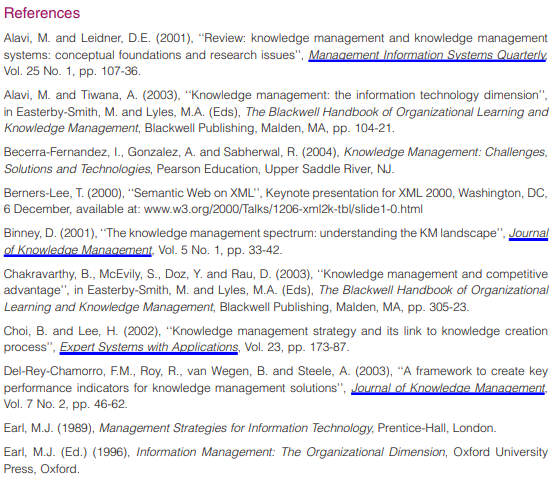 References
Alavi, M. and Leidner, D.E. (2001), ‘‘Review: knowledge management and knowledge management
systems: conceptual foundations and research issues’’, Management Information Systems Quarterly,
Vol. 25 No. 1, pp. 107-36.
Alavi, M. and Tiwana, A. (2003), ‘‘Knowledge management: the information technology dimension’’,
in Easterby-Smith, M. and Lyles, M.A. (Eds), The Blackwell Handbook of Organizational Learning and
Knowledge Management, Blackwell Publishing, Malden, MA, pp. 104-21.
Becerra-Fernandez, I., Gonzalez, A. and Sabherwal, R. (2004), Knowledge Management: Challenges,
Solutions and Technologies, Pearson Education, Upper Saddle River, NJ.
Berners-Lee, T. (2000), ‘‘Semantic Web on XML’’, Keynote presentation for XML 2000, Washington, DC,
6 December, available at: www.w3.org/2000/Talks/1206-xml2k-tbl/slide1-0.html
Binney, D. (2001), ‘‘The knowledge management spectrum: understanding the KM landscape’’, Journal
of Knowledge Management, Vol. 5 No. 1, pp. 33-42.
Chakravarthy, B., McEvily, S., Doz, Y. and Rau, D. (2003), ‘‘Knowledge management and competitive
advantage’’, in Easterby-Smith, M. and Lyles, M.A. (Eds), The Blackwell Handbook of Organizational
Learning and Knowledge Management, Blackwell Publishing, Malden, MA, pp. 305-23.
Choi, B. and Lee, H. (2002), ‘‘Knowledge management strategy and its link to knowledge creation
process’’, Expert Systems with Applications, Vol. 23, pp. 173-87.
Del-Rey-Chamorro, F.M., Roy, R., van Wegen, B. and Steele, A. (2003), ‘‘A framework to create key
performance indicators for knowledge management solutions’’, Journal of Knowledge Management,
Vol. 7 No. 2, pp. 46-62.
Earl, M.J. (1989), Management Strategies for Information Technology, Prentice-Hall, London.
Earl, M.J. (Ed.) (1996), Information Management: The Organizational Dimension, Oxford University
Press, Oxford.